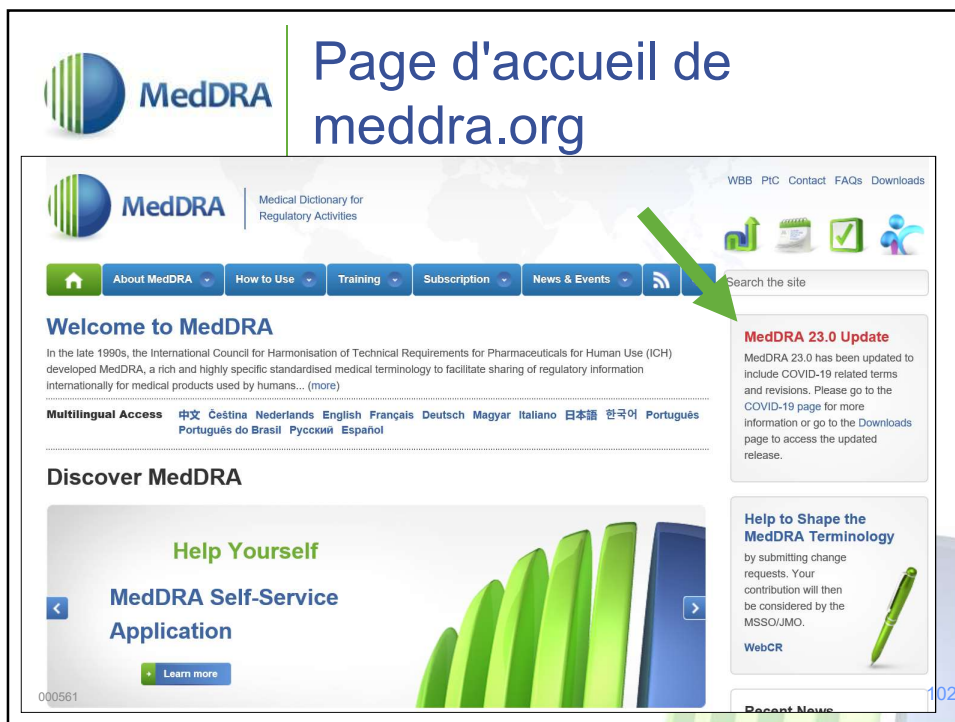 MedDRA
Page d'accueil de
meddra.org
MedDRA
Medical Dictionary for
Regulatory Activities
WBB PtC Contact FAQs Downloads
About MedDRA
How to Use
Training
Subscription
News & Events
Search the site
Welcome to MedDRA
In the late 1990s, the International Council for Harmonisation of Technical Requirements for Pharmaceuticals for Human Use (ICH)
developed MedDRA, a rich and highly specific standardised medical terminology to facilitate sharing of regulatory information
internationally for medical products used by humans... (more)
Multilingual Access 中文 Čeština Nederlands English Français Deutsch Magyar Italiano 日本語 한국어 Português
Português do Brasil Русский Español
Discover MedDRA
Help Yourself
MedDRA Self-Service
Application
Learn more
MedDRA 23.0 Update
MedDRA 23.0 has been updated to
include COVID-19 related terms
and revisions. Please go to the
COVID-19 page for more
information or go to the Downloads
page to access the updated
release.
Help to Shape the
MedDRA Terminology
by submitting change
requests. Your
contribution will then
be considered by the
MSSO/JMO.
WebCR
Recent News
000561
102